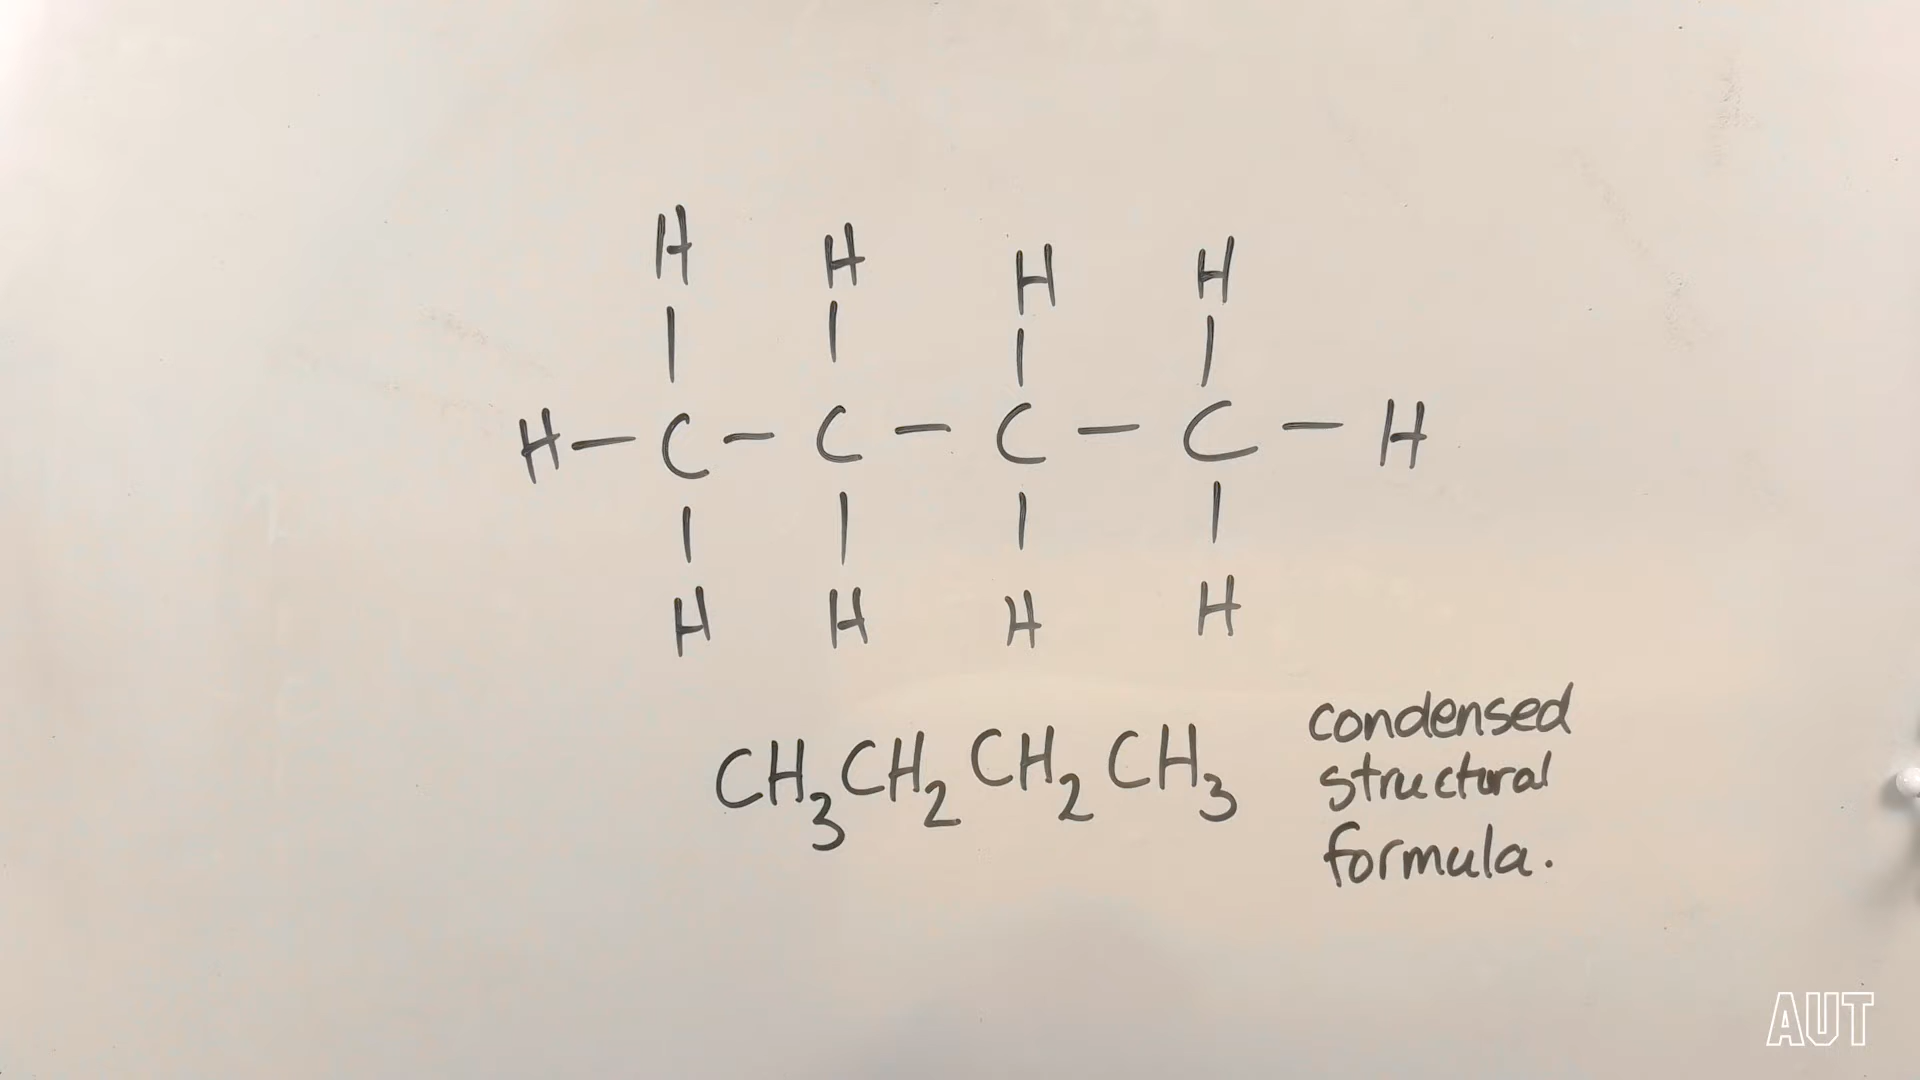 H H H H
H – C – C – C – C – H
H H H H
CH₃CH₂CH₂CH₃
condensed
structural
formula.
AUT